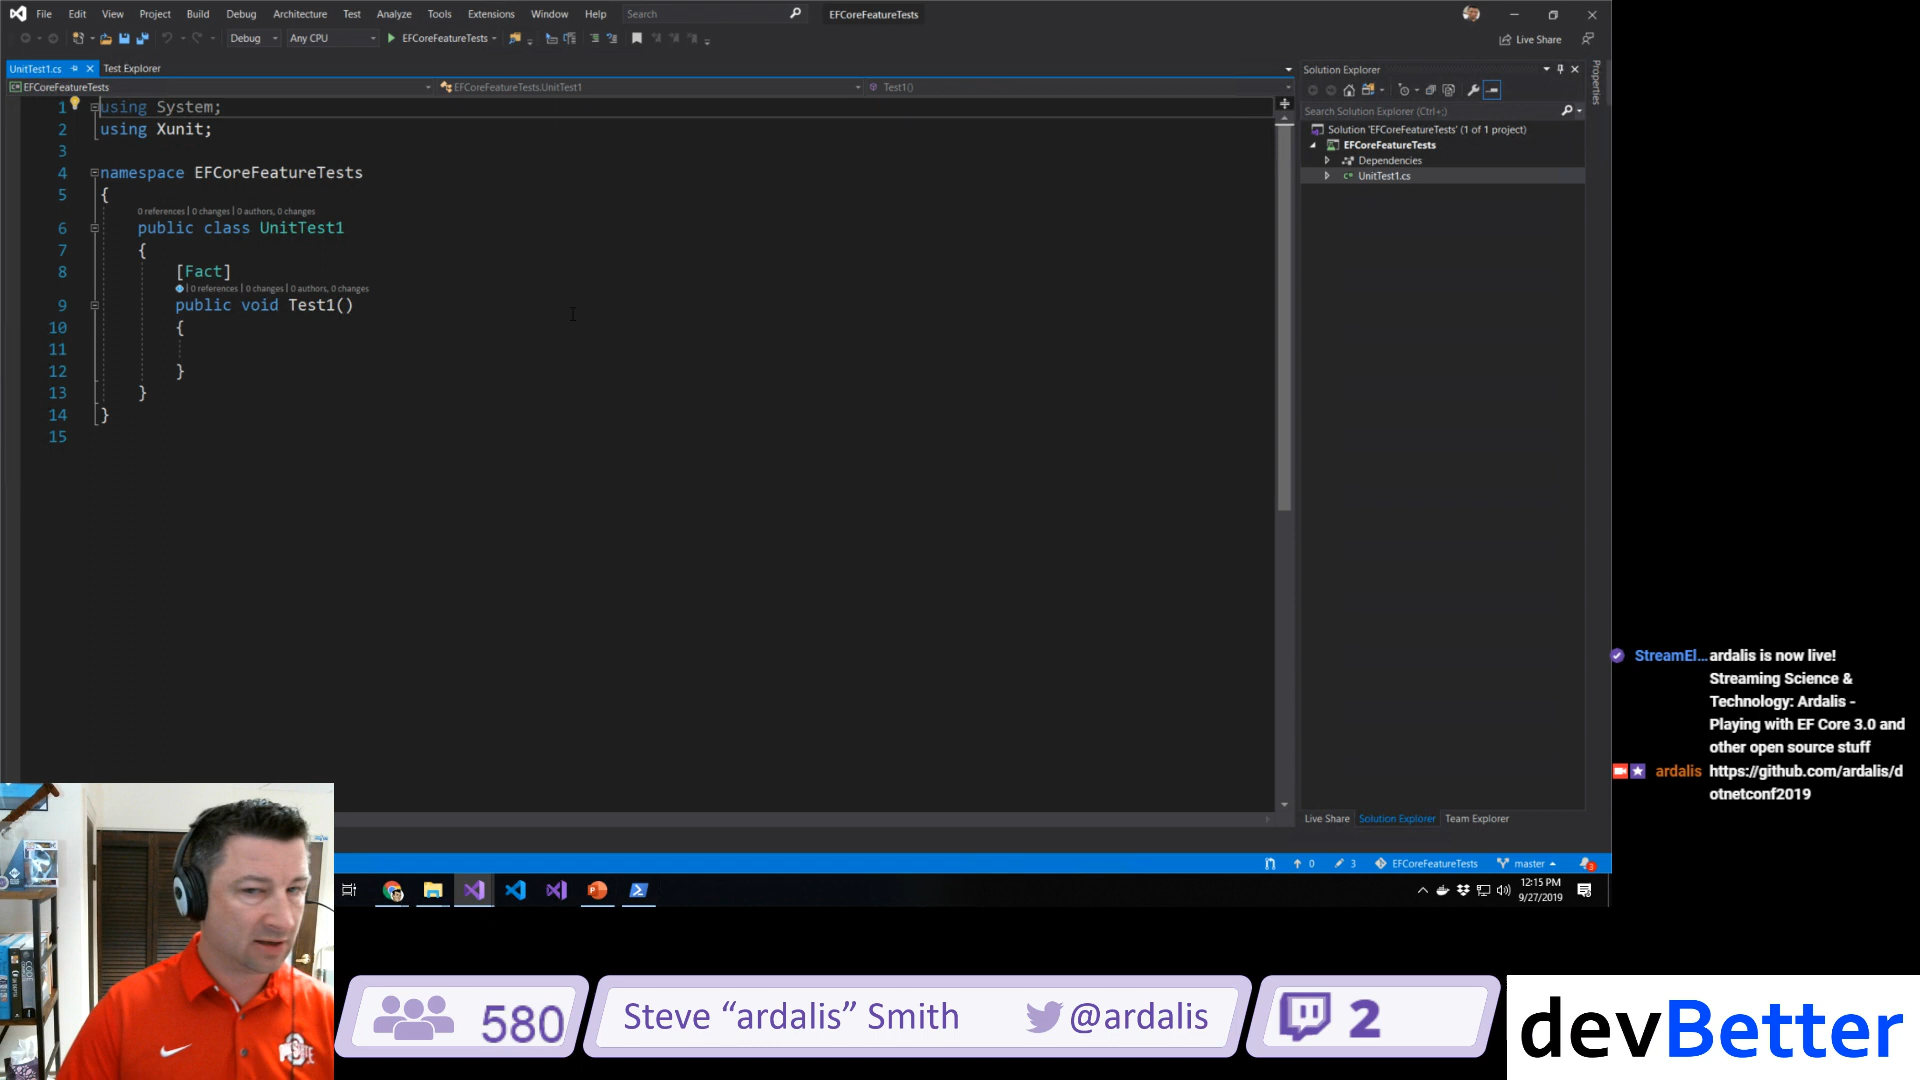 File Edit View Project Build Debug Architecture Test Analyze Tools Extensions Window Help Search EFCoreFeatureTests
Debug Any CPU EFCoreFeatureTests Live Share
UnitTest1.cs Test Explorer
EFCoreFeatureTests EFCoreFeatureTests.UnitTest1 Test1()
1 using System;
2 using Xunit;
3
4 namespace EFCoreFeatureTests
5 {
0 references | 0 changes | 0 authors, 0 changes
6 public class UnitTest1
7 {
8 [Fact]
| 0 references | 0 changes | 0 authors, 0 changes
9 public void Test1()
10 {
11
12 }
13 }
14 }
15
Solution Explorer
Search Solution Explorer (Ctrl+;)
Solution 'EFCoreFeatureTests' (1 of 1 project)
EFCoreFeatureTests
Dependencies
C# UnitTest1.cs
Properties
Live Share Solution Explorer Team Explorer
0 3 EFCoreFeatureTests master 3
12:15 PM
9/27/2019
StreamEl... ardalis is now live!
Streaming Science &
Technology: Ardalis -
Playing with EF Core 3.0 and
other open source stuff
ardalis https://github.com/ardalis/d
otnetconf2019
580
Steve “ardalis” Smith @ardalis
2
devBetter